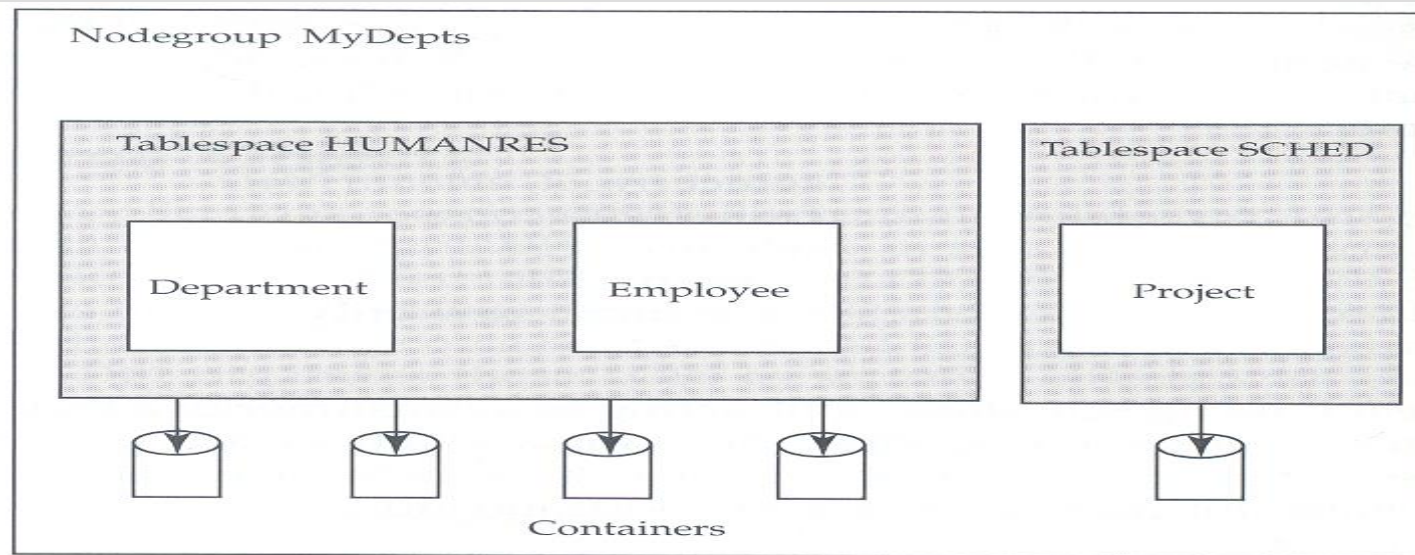 Nodegroup MyDepts
Tablespace HUMANRES
Tablespace SCHED
Department
Employee
Project
Containers